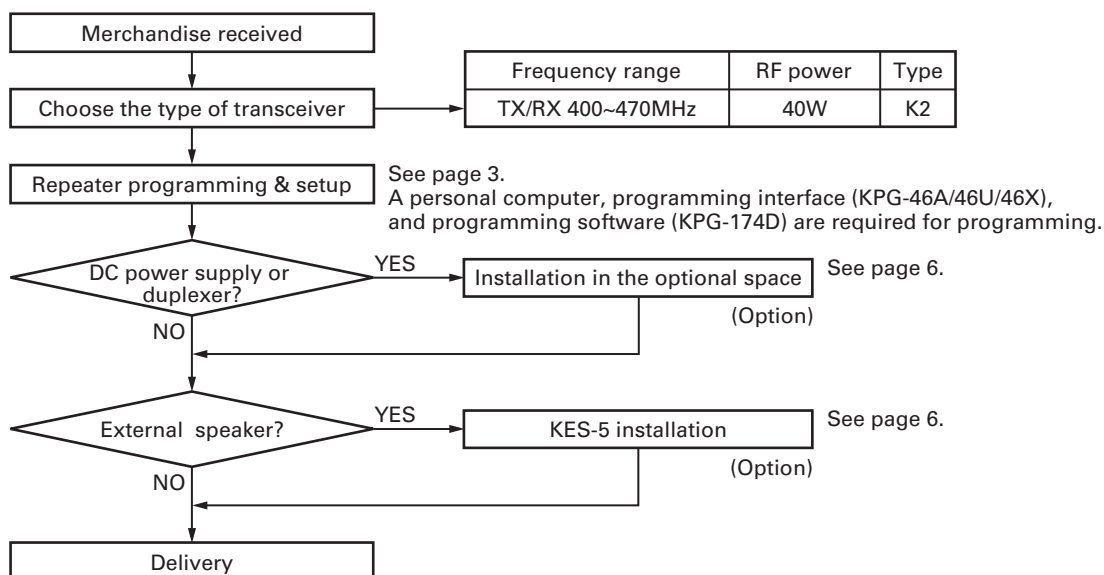 Merchandise received
Choose the type of transceiver
Frequency range RF power Type
TX/RX 400~470MHz 40W K2
Repeater programming & setup
See page 3.
A personal computer, programming interface (KPG-46A/46U/46X),
and programming software (KPG-174D) are required for programming.
DC power supply or
duplexer?
YES
Installation in the optional space
See page 6.
(Option)
NO
External speaker?
YES
KES-5 installation
See page 6.
(Option)
NO
Delivery